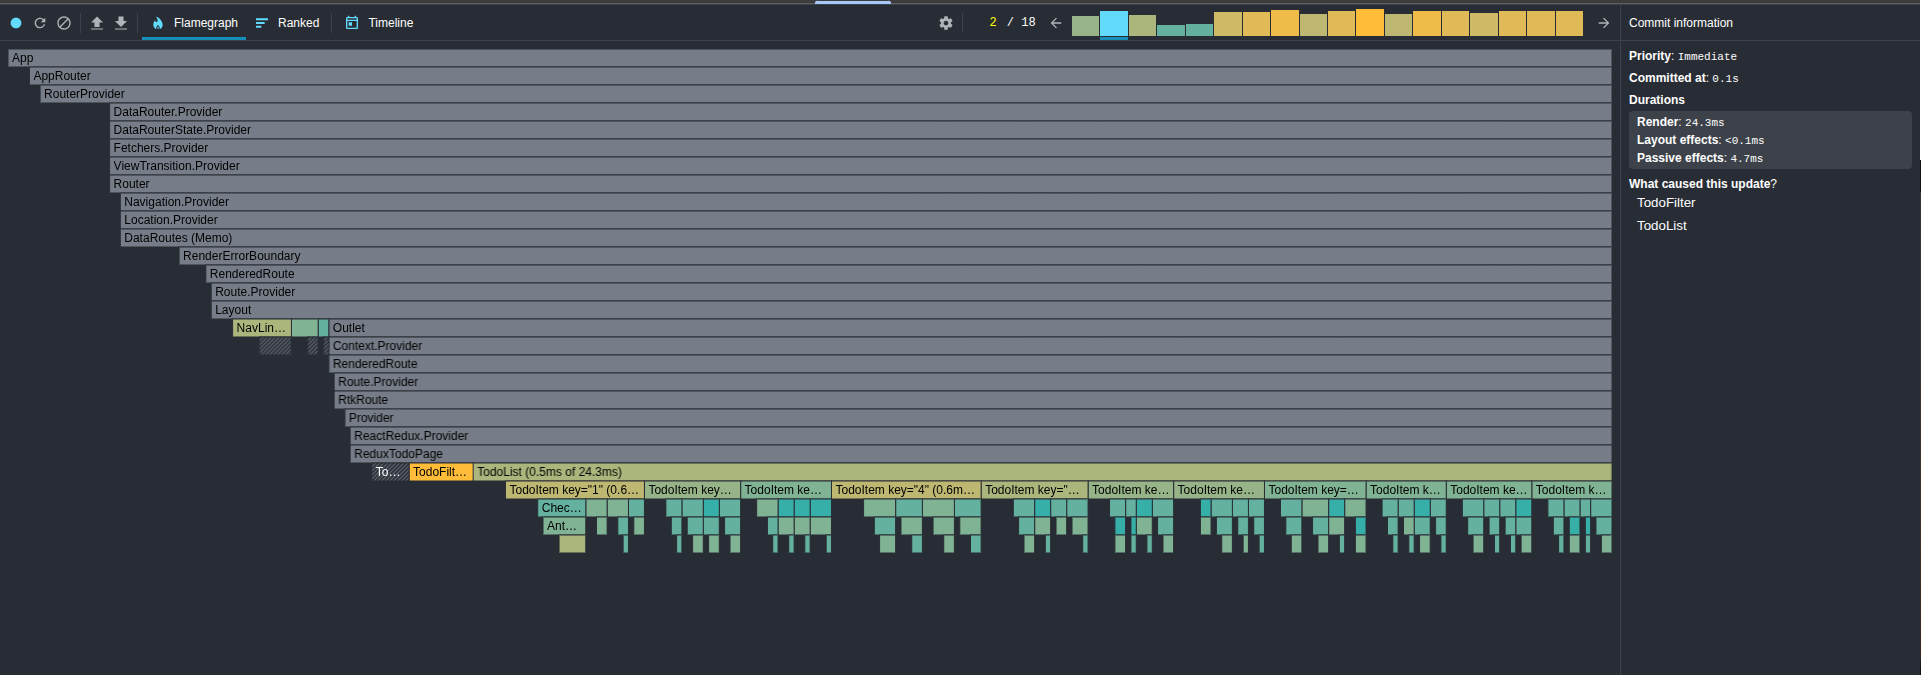 Flamegraph Ranked Timeline 2 / 18 Commit information
App
AppRouter
RouterProvider
DataRouter.Provider
DataRouterState.Provider
Fetchers.Provider
ViewTransition.Provider
Router
Navigation.Provider
Location.Provider
DataRoutes (Memo)
RenderErrorBoundary
RenderedRoute
Route.Provider
Layout
NavLin… Outlet
Context.Provider
RenderedRoute
Route.Provider
RtkRoute
Provider
ReactRedux.Provider
ReduxTodoPage
To… TodoFilt… TodoList (0.5ms of 24.3ms)
TodoItem key="1" (0.6… TodoItem key… TodoItem ke… TodoItem key="4" (0.6m… TodoItem key="… TodoItem ke… TodoItem ke… TodoItem key=… TodoItem k… TodoItem ke… TodoItem k…
Chec…
Ant…
Priority: Immediate
Committed at: 0.1s
Durations
Render: 24.3ms
Layout effects: <0.1ms
Passive effects: 4.7ms
What caused this update?
TodoFilter
TodoList